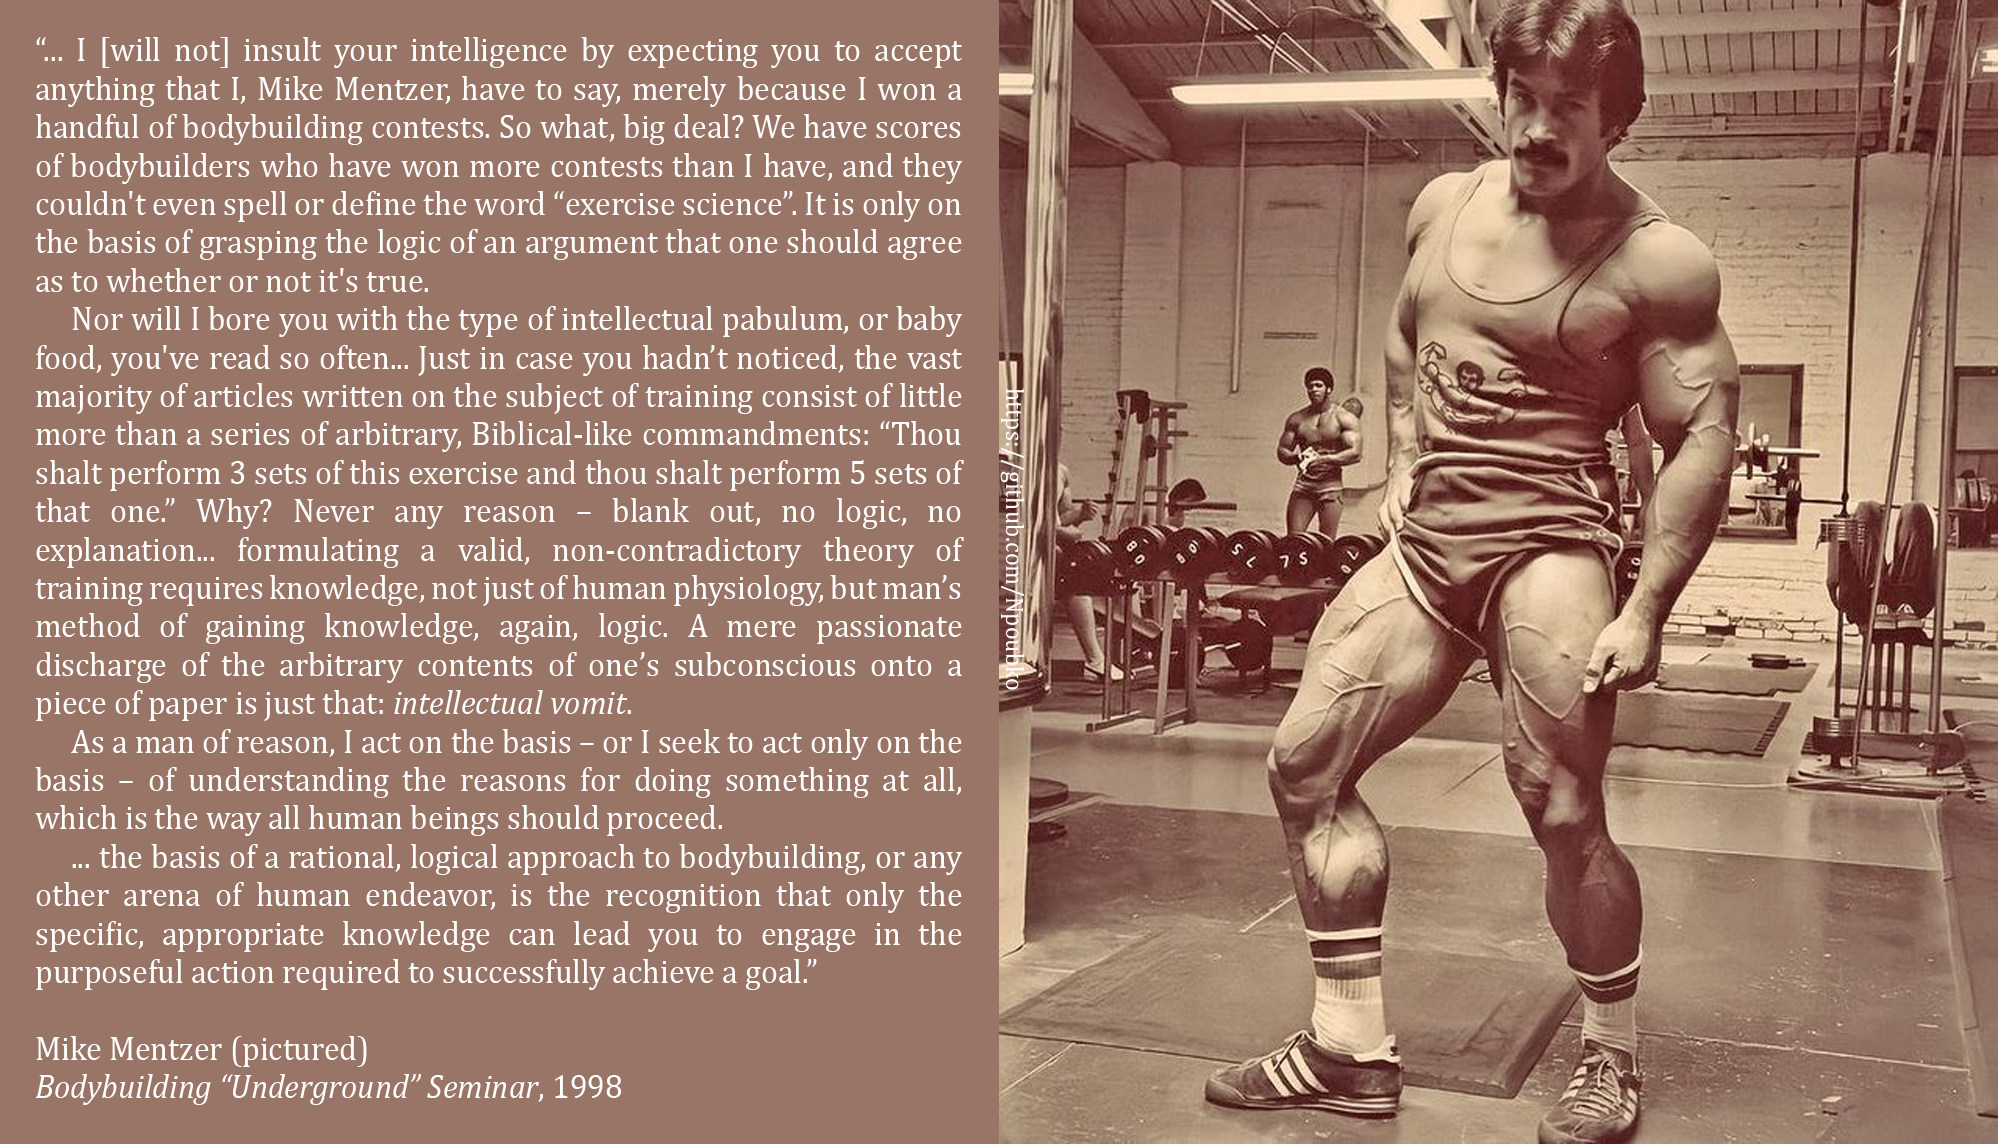 “... I [will not] insult your intelligence by expecting you to accept
anything that I, Mike Mentzer, have to say, merely because I won a
handful of bodybuilding contests. So what, big deal? We have scores
of bodybuilders who have won more contests than I have, and they
couldn't even spell or define the word “exercise science”. It is only on
the basis of grasping the logic of an argument that one should agree
as to whether or not it's true.
Nor will I bore you with the type of intellectual pabulum, or baby
food, you've read so often... Just in case you hadn’t noticed, the vast
majority of articles written on the subject of training consist of little
more than a series of arbitrary, Biblical-like commandments: “Thou
shalt perform 3 sets of this exercise and thou shalt perform 5 sets of
that one.” Why? Never any reason – blank out, no logic, no
explanation... formulating a valid, non-contradictory theory of
training requires knowledge, not just of human physiology, but man’s
method of gaining knowledge, again, logic. A mere passionate
discharge of the arbitrary contents of one’s subconscious onto a
piece of paper is just that: intellectual vomit.
As a man of reason, I act on the basis – or I seek to act only on the
basis – of understanding the reasons for doing something at all,
which is the way all human beings should proceed.
... the basis of a rational, logical approach to bodybuilding, or any
other arena of human endeavor, is the recognition that only the
specific, appropriate knowledge can lead you to engage in the
purposeful action required to successfully achieve a goal.”
Mike Mentzer (pictured)
Bodybuilding “Underground” Seminar, 1998
https://github.com/Npoubko
80
75
75
70